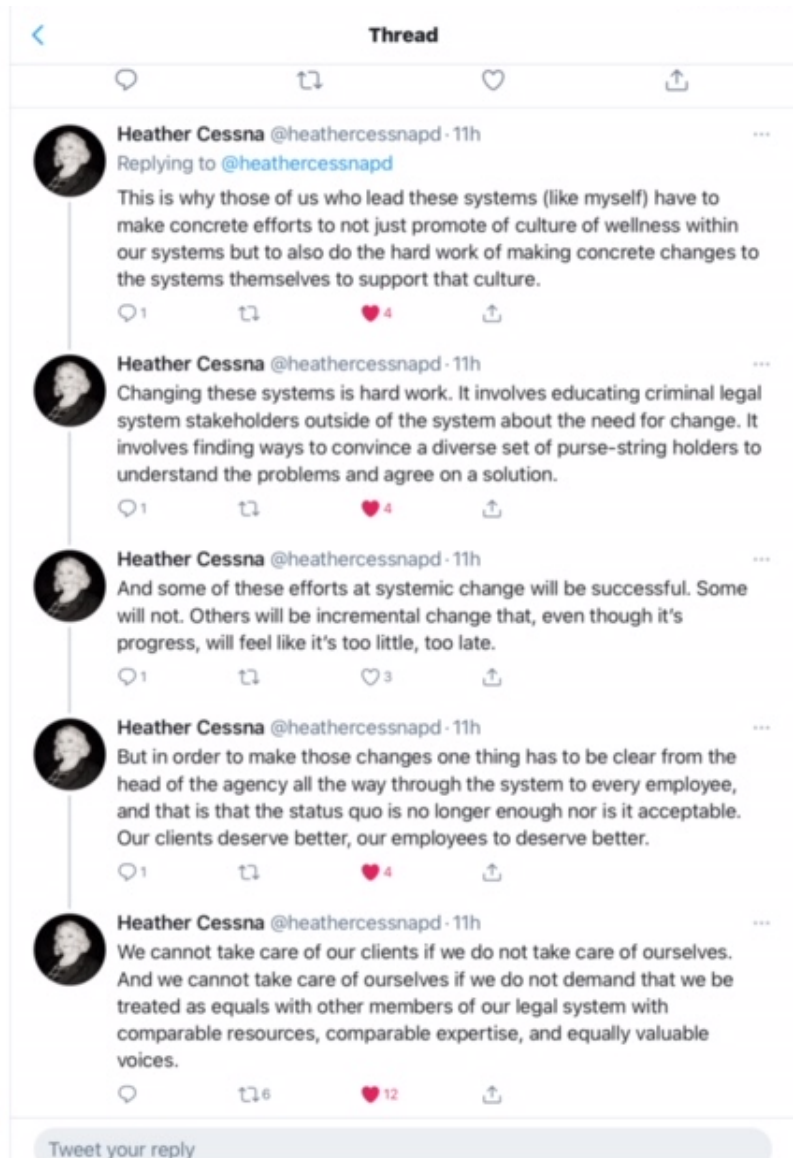 Thread
Heather Cessna @heathercessnapd · 11h
Replying to @heathercessnapd
This is why those of us who lead these systems (like myself) have to
make concrete efforts to not just promote of culture of wellness within
our systems but to also do the hard work of making concrete changes to
the systems themselves to support that culture.
1 4
Heather Cessna @heathercessnapd · 11h
Changing these systems is hard work. It involves educating criminal legal
system stakeholders outside of the system about the need for change. It
involves finding ways to convince a diverse set of purse-string holders to
understand the problems and agree on a solution.
1 4
Heather Cessna @heathercessnapd · 11h
And some of these efforts at systemic change will be successful. Some
will not. Others will be incremental change that, even though it's
progress, will feel like it's too little, too late.
1 3
Heather Cessna @heathercessnapd · 11h
But in order to make those changes one thing has to be clear from the
head of the agency all the way through the system to every employee,
and that is that the status quo is no longer enough nor is it acceptable.
Our clients deserve better, our employees to deserve better.
1 4
Heather Cessna @heathercessnapd · 11h
We cannot take care of our clients if we do not take care of ourselves.
And we cannot take care of ourselves if we do not demand that we be
treated as equals with other members of our legal system with
comparable resources, comparable expertise, and equally valuable
voices.
6 12
Tweet your reply